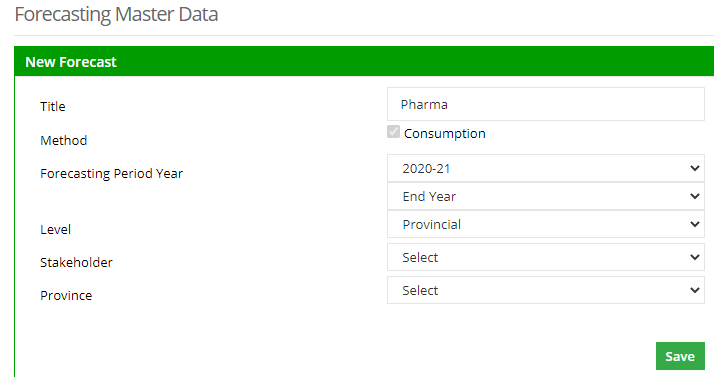 Forecasting Master Data
New Forecast
Title Pharma
Method Consumption
Forecasting Period Year 2020-21
End Year
Level Provincial
Stakeholder Select
Province Select
Save